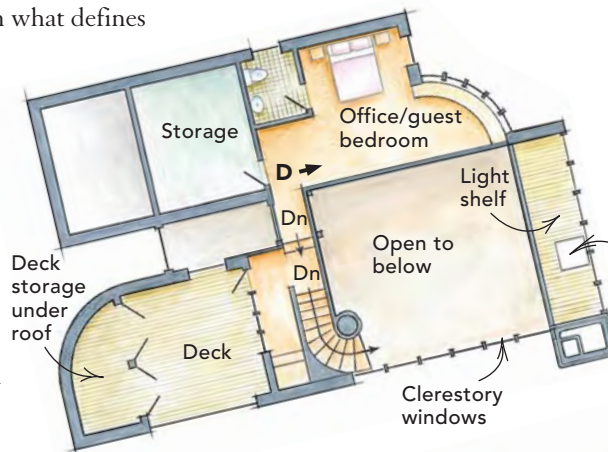 n what defines
Storage
Office/guest
bedroom
D
Light
shelf
Dn
Open to
below
Dn
Deck
storage
under
roof
Deck
Clerestory
windows